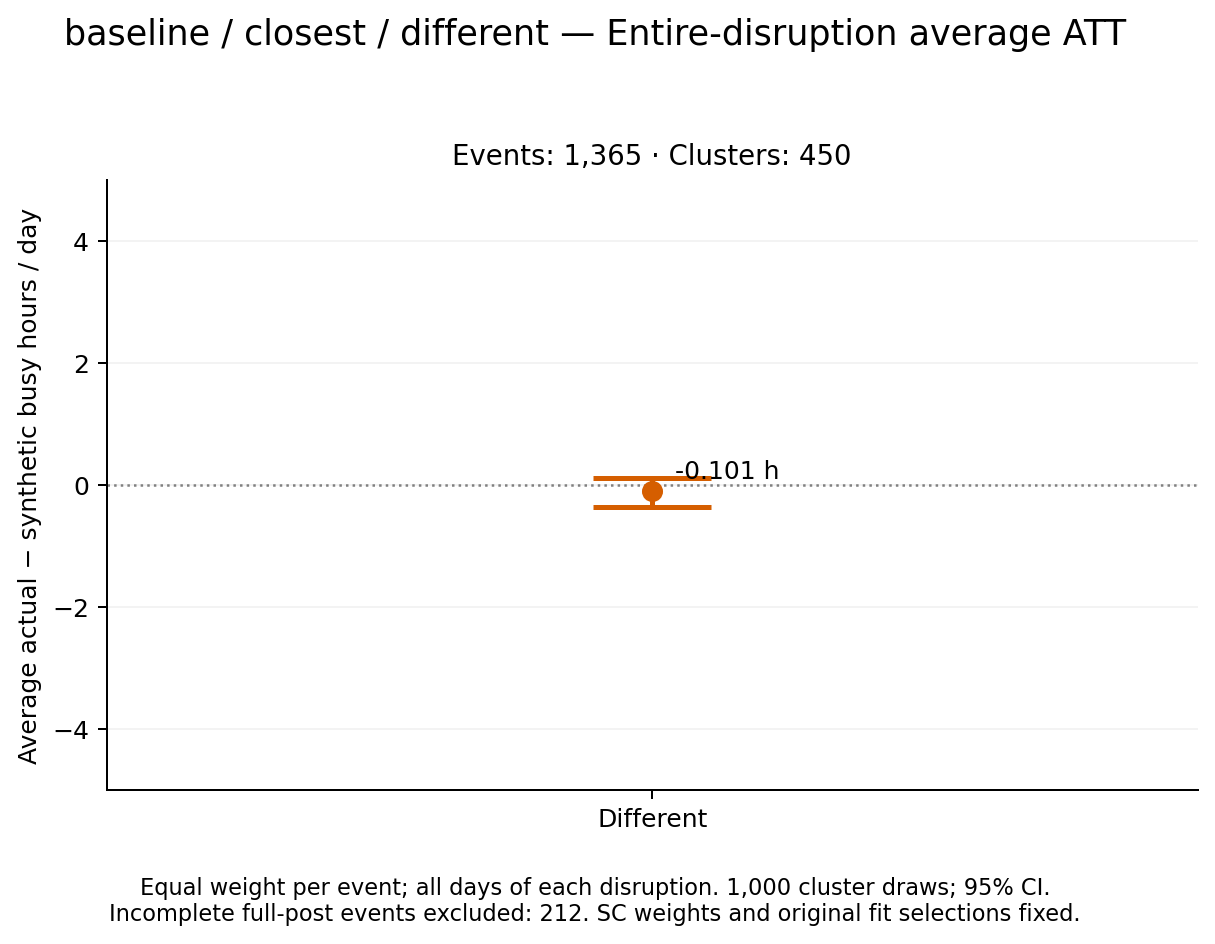 baseline / closest / different — Entire-disruption average ATT
Events: 1,365 · Clusters: 450
Average actual − synthetic busy hours / day
4
2
0
−2
−4
-0.101 h
Different
Equal weight per event; all days of each disruption. 1,000 cluster draws; 95% CI.
Incomplete full-post events excluded: 212. SC weights and original fit selections fixed.